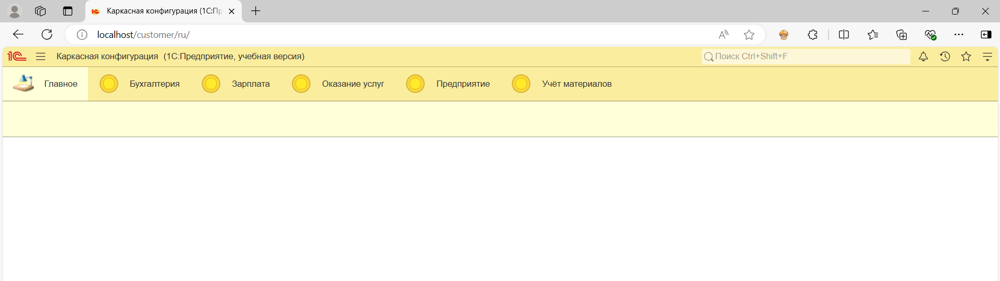 Каркасная конфигурация (1С:Пр
localhost/customer/ru/
1С Каркасная конфигурация (1С:Предприятие, учебная версия) Поиск Ctrl+Shift+F
Главное Бухгалтерия Зарплата Оказание услуг Предприятие Учёт материалов